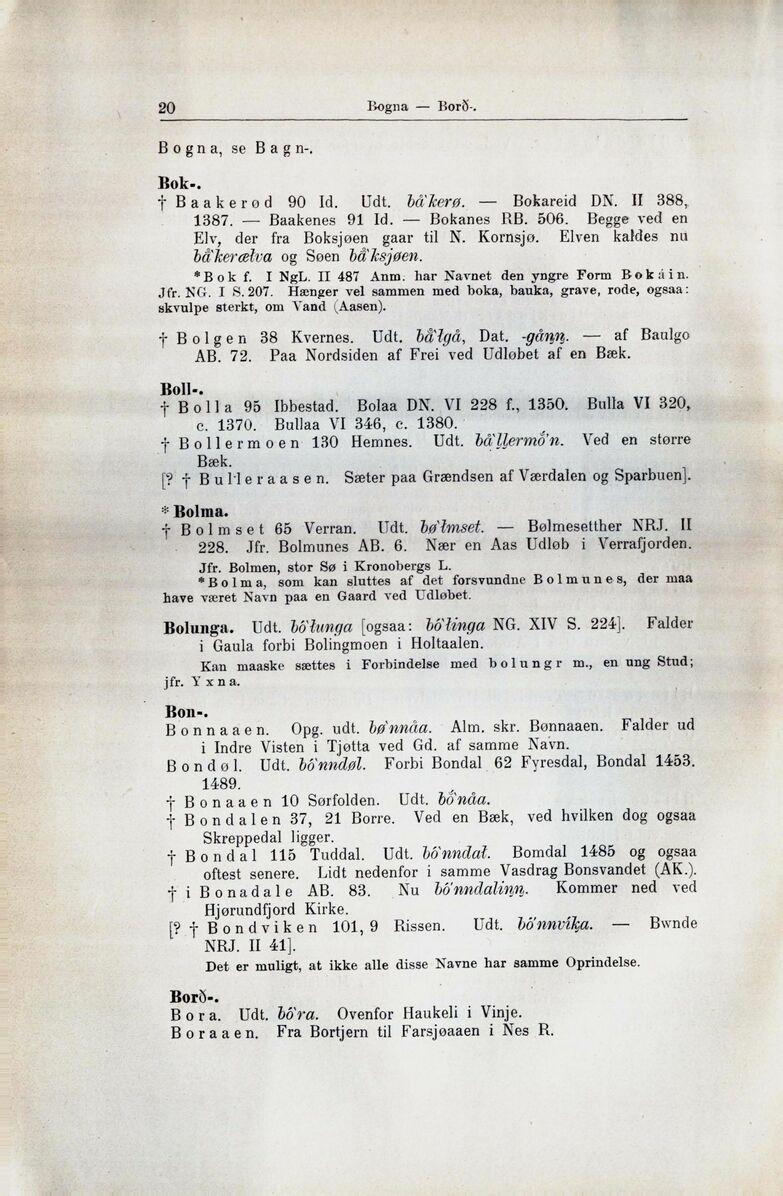 20 Bogna — Borð-.
Bogna, se Bagn-.
Bok-.
† Baakerød 90 Id. Udt. bå`kerø. — Bokareid DN. II 388,
1387. — Baakenes 91 Id. — Bokanes RB. 506. Begge ved en
Elv, der fra Boksjøen gaar til N. Kornsjø. Elven kaldes nu
bå`keræłva og Søen bå`ksjøen.
*Bok f. I NgL. II 487 Anm. har Navnet den yngre Form Bokáin.
Jfr. NG. I S. 207. Hænger vel sammen med boka, bauka, grave, rode, ogsaa:
skvulpe sterkt, om Vand (Aasen).
† Bolgen 38 Kvernes. Udt. bå`łgå, Dat. -gånn. — af Baulgo
AB. 72. Paa Nordsiden af Frei ved Udløbet af en Bæk.
Boll-.
† Bolla 95 Ibbestad. Bolaa DN. VI 228 f., 1350. Bulla VI 320,
c. 1370. Bullaa VI 346, c. 1380.
† Bollermoen 130 Hemnes. Udt. bå`llermò'n. Ved en større
Bæk.
[? † Bulleraasen. Sæter paa Grændsen af Værdalen og Sparbuen].
* Bolma.
† Bolmset 65 Verran. Udt. bø`łmset. — Bølmesetther NRJ. II
228. Jfr. Bolmunes AB. 6. Nær en Aas Udløb i Verrafjorden.
Jfr. Bolmen, stor Sø i Kronobergs L.
*Bolma, som kan sluttes af det forsvundne Bolmunes, der maa
have været Navn paa en Gaard ved Udløbet.
Bolunga. Udt. bó`łunga [ogsaa: bó`łinga NG. XIV S. 224]. Falder
i Gaula forbi Bolingmoen i Holtaalen.
Kan maaske sættes i Forbindelse med bolungr m., en ung Stud;
jfr. Yxna.
Bon-.
Bonnaaen. Opg. udt. bø`nnåa. Alm. skr. Bønnaaen. Falder ud
i Indre Visten i Tjøtta ved Gd. af samme Navn.
Bondøl. Udt. bó`nndøl. Forbi Bondal 62 Fyresdal, Bondal 1453.
1489.
† Bonaaen 10 Sørfolden. Udt. bó`nåa.
† Bondalen 37, 21 Borre. Ved en Bæk, ved hvilken dog ogsaa
Skreppedal ligger.
† Bondal 115 Tuddal. Udt. bó`nndał. Bomdal 1485 og ogsaa
oftest senere. Lidt nedenfor i samme Vasdrag Bonsvandet (AK.).
† i Bonadale AB. 83. Nu bó`nndalinn. Kommer ned ved
Hjørundfjord Kirke.
[? † Bondviken 101, 9 Rissen. Udt. bó`nnvika. — Bwnde
NRJ. II 41].
Det er muligt, at ikke alle disse Navne har samme Oprindelse.
Borð-.
Bora. Udt. bó`ra. Ovenfor Haukeli i Vinje.
Boraaen. Fra Bortjern til Farsjøaaen i Nes R.